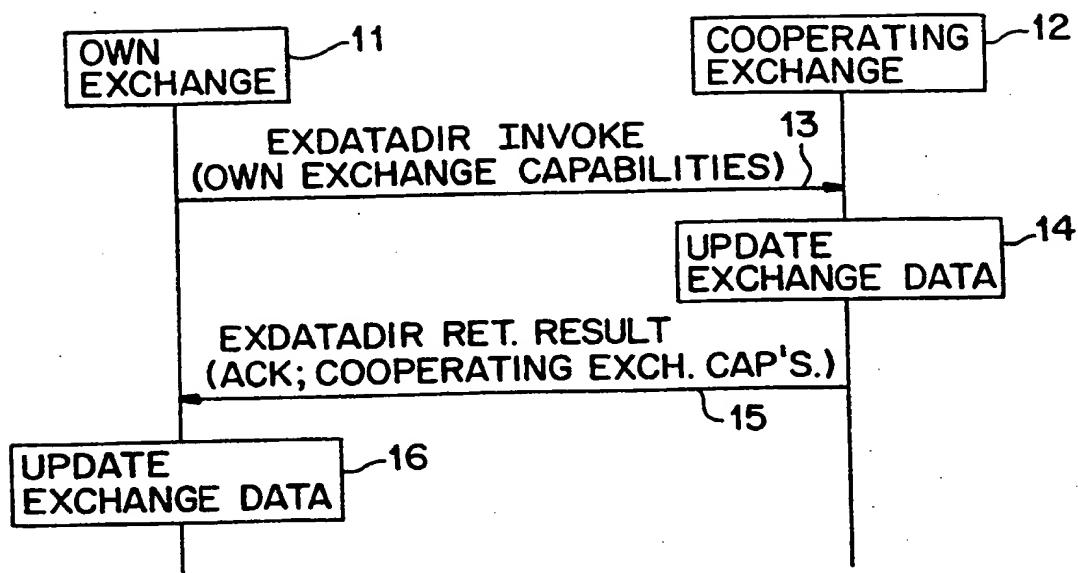 OWN
EXCHANGE
11
COOPERATING
EXCHANGE
12
EXDATADIR INVOKE
(OWN EXCHANGE CAPABILITIES)
13
UPDATE
EXCHANGE DATA
14
EXDATADIR RET. RESULT
(ACK; COOPERATING EXCH. CAP'S.)
15
UPDATE
EXCHANGE DATA
16